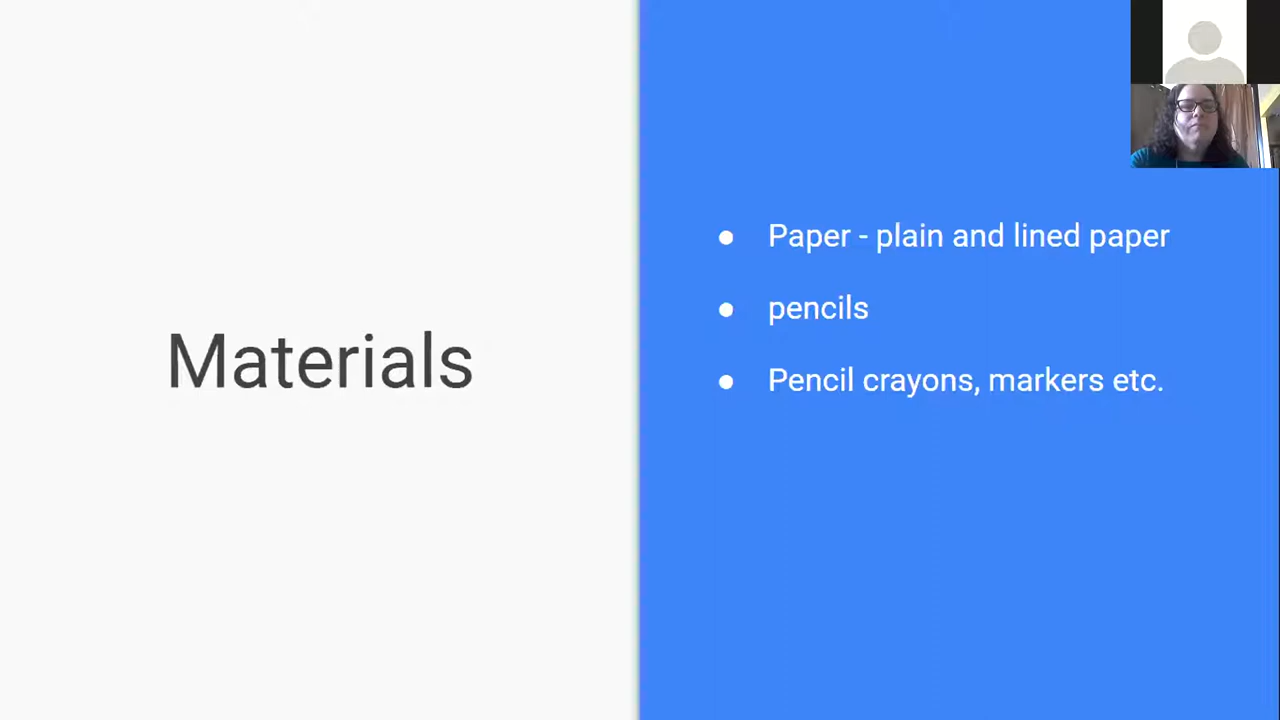 Materials
Paper - plain and lined paper
pencils
Pencil crayons, markers etc.